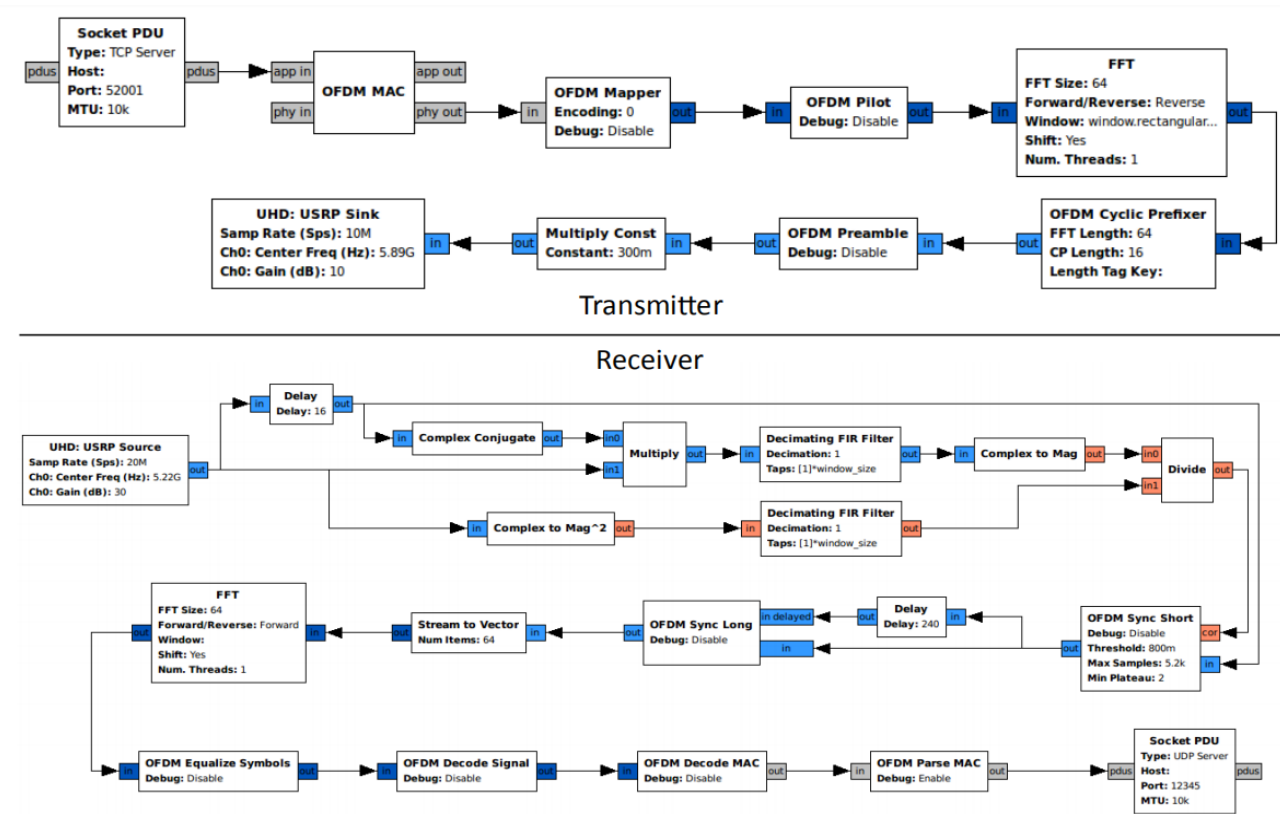 Socket PDU
Type: TCP Server
Host:
Port: 52001
MTU: 10k
pdus
pdus
OFDM MAC
app in
app out
phy in
phy out
OFDM Mapper
Encoding: 0
Debug: Disable
in
out
OFDM Pilot
Debug: Disable
in
out
FFT
FFT Size: 64
Forward/Reverse: Reverse
Window: window.rectangular...
Shift: Yes
Num. Threads: 1
in
out
UHD: USRP Sink
Samp Rate (Sps): 10M
Ch0: Center Freq (Hz): 5.89G
Ch0: Gain (dB): 10
in
Multiply Const
Constant: 300m
out
in
OFDM Preamble
Debug: Disable
out
in
OFDM Cyclic Prefixer
FFT Length: 64
CP Length: 16
Length Tag Key:
out
in
Transmitter
Receiver
Delay
Delay: 16
in
out
UHD: USRP Source
Samp Rate (Sps): 20M
Ch0: Center Freq (Hz): 5.22G
Ch0: Gain (dB): 30
out
Complex Conjugate
in
out
Multiply
in0
in1
out
Decimating FIR Filter
Decimation: 1
Taps: [1]*window_size
in
out
Complex to Mag
in
out
Divide
in0
in1
out
Complex to Mag^2
in
out
Decimating FIR Filter
Decimation: 1
Taps: [1]*window_size
in
out
FFT
FFT Size: 64
Forward/Reverse: Forward
Window:
Shift: Yes
Num. Threads: 1
out
in
Stream to Vector
Num Items: 64
out
in
OFDM Sync Long
Debug: Disable
out
in delayed
in
Delay
Delay: 240
out
in
OFDM Sync Short
Debug: Disable
Threshold: 800m
Max Samples: 5.2k
Min Plateau: 2
out
cor
in
OFDM Equalize Symbols
Debug: Disable
in
out
OFDM Decode Signal
Debug: Disable
in
out
OFDM Decode MAC
Debug: Disable
in
out
OFDM Parse MAC
Debug: Enable
in
out
Socket PDU
Type: UDP Server
Host:
Port: 12345
MTU: 10k
pdus
pdus